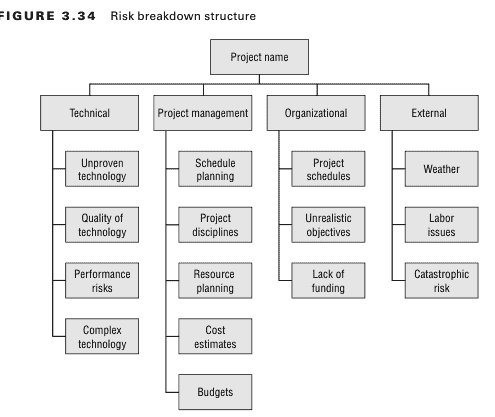 FIGURE 3.34 Risk breakdown structure
Project name
Technical
Project management
Organizational
External
Unproven
technology
Schedule
planning
Project
schedules
Weather
Quality of
technology
Project
disciplines
Unrealistic
objectives
Labor
issues
Performance
risks
Resource
planning
Lack of
funding
Catastrophic
risk
Complex
technology
Cost
estimates
Budgets